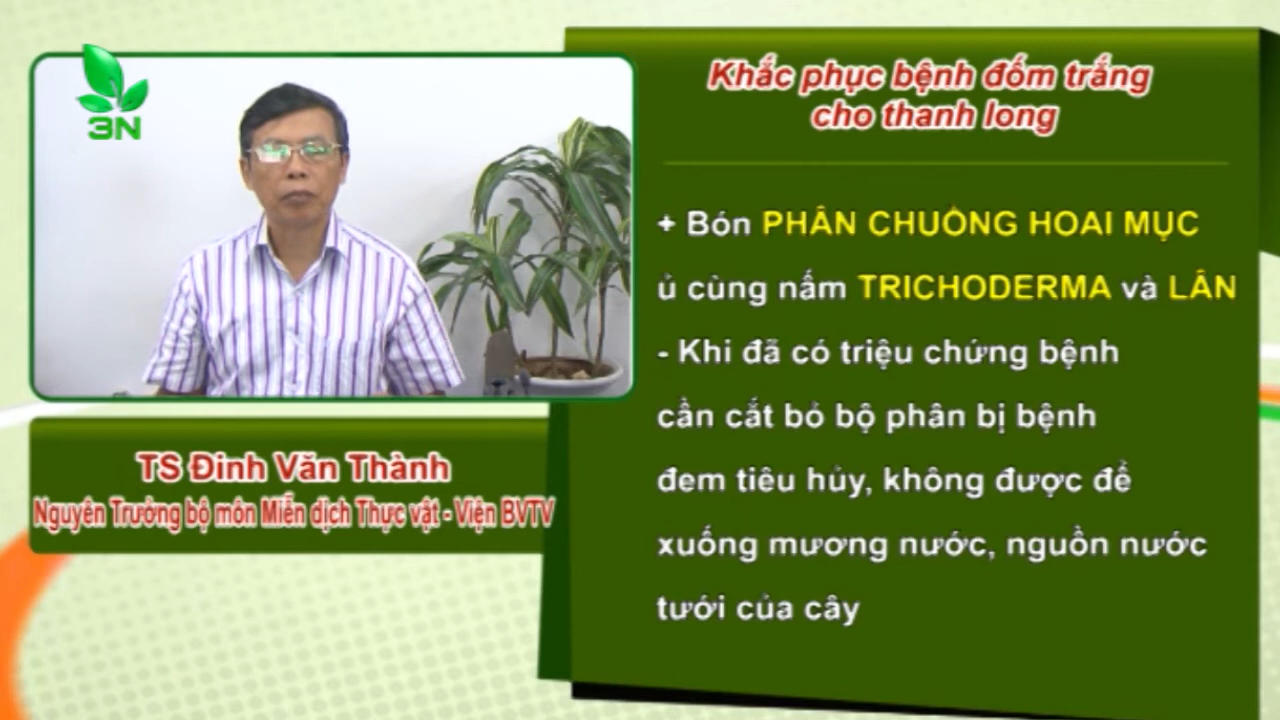 3N
Khắc phục bệnh đốm trắng
cho thanh long
+ Bón PHÂN CHUỒNG HOAI MỤC
ủ cùng nấm TRICHODERMA và LÂN
- Khi đã có triệu chứng bệnh
cần cắt bỏ bộ phân bị bệnh
đem tiêu hủy, không được để
xuống mương nước, nguồn nước
tưới của cây
TS Đinh Văn Thành
Nguyên Trưởng bộ môn Miễn dịch Thực vật - Viện BVTV